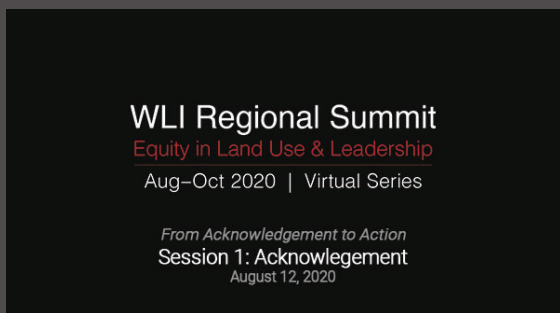 WLI Regional Summit
Equity in Land Use & Leadership
Aug–Oct 2020 | Virtual Series
From Acknowledgement to Action
Session 1: Acknowlegement
August 12, 2020